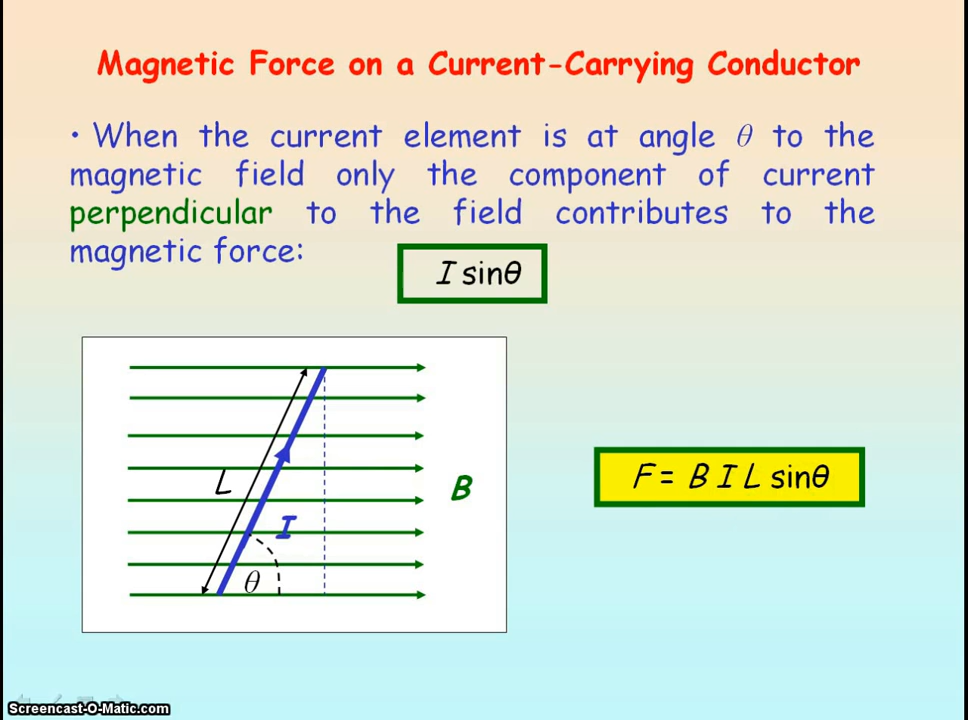 Magnetic Force on a Current-Carrying Conductor
• When the current element is at angle θ to the
magnetic field only the component of current
perpendicular to the field contributes to the
magnetic force:
I sinθ
L
I
θ
B
F = B I L sinθ
Screencast-O-Matic.com